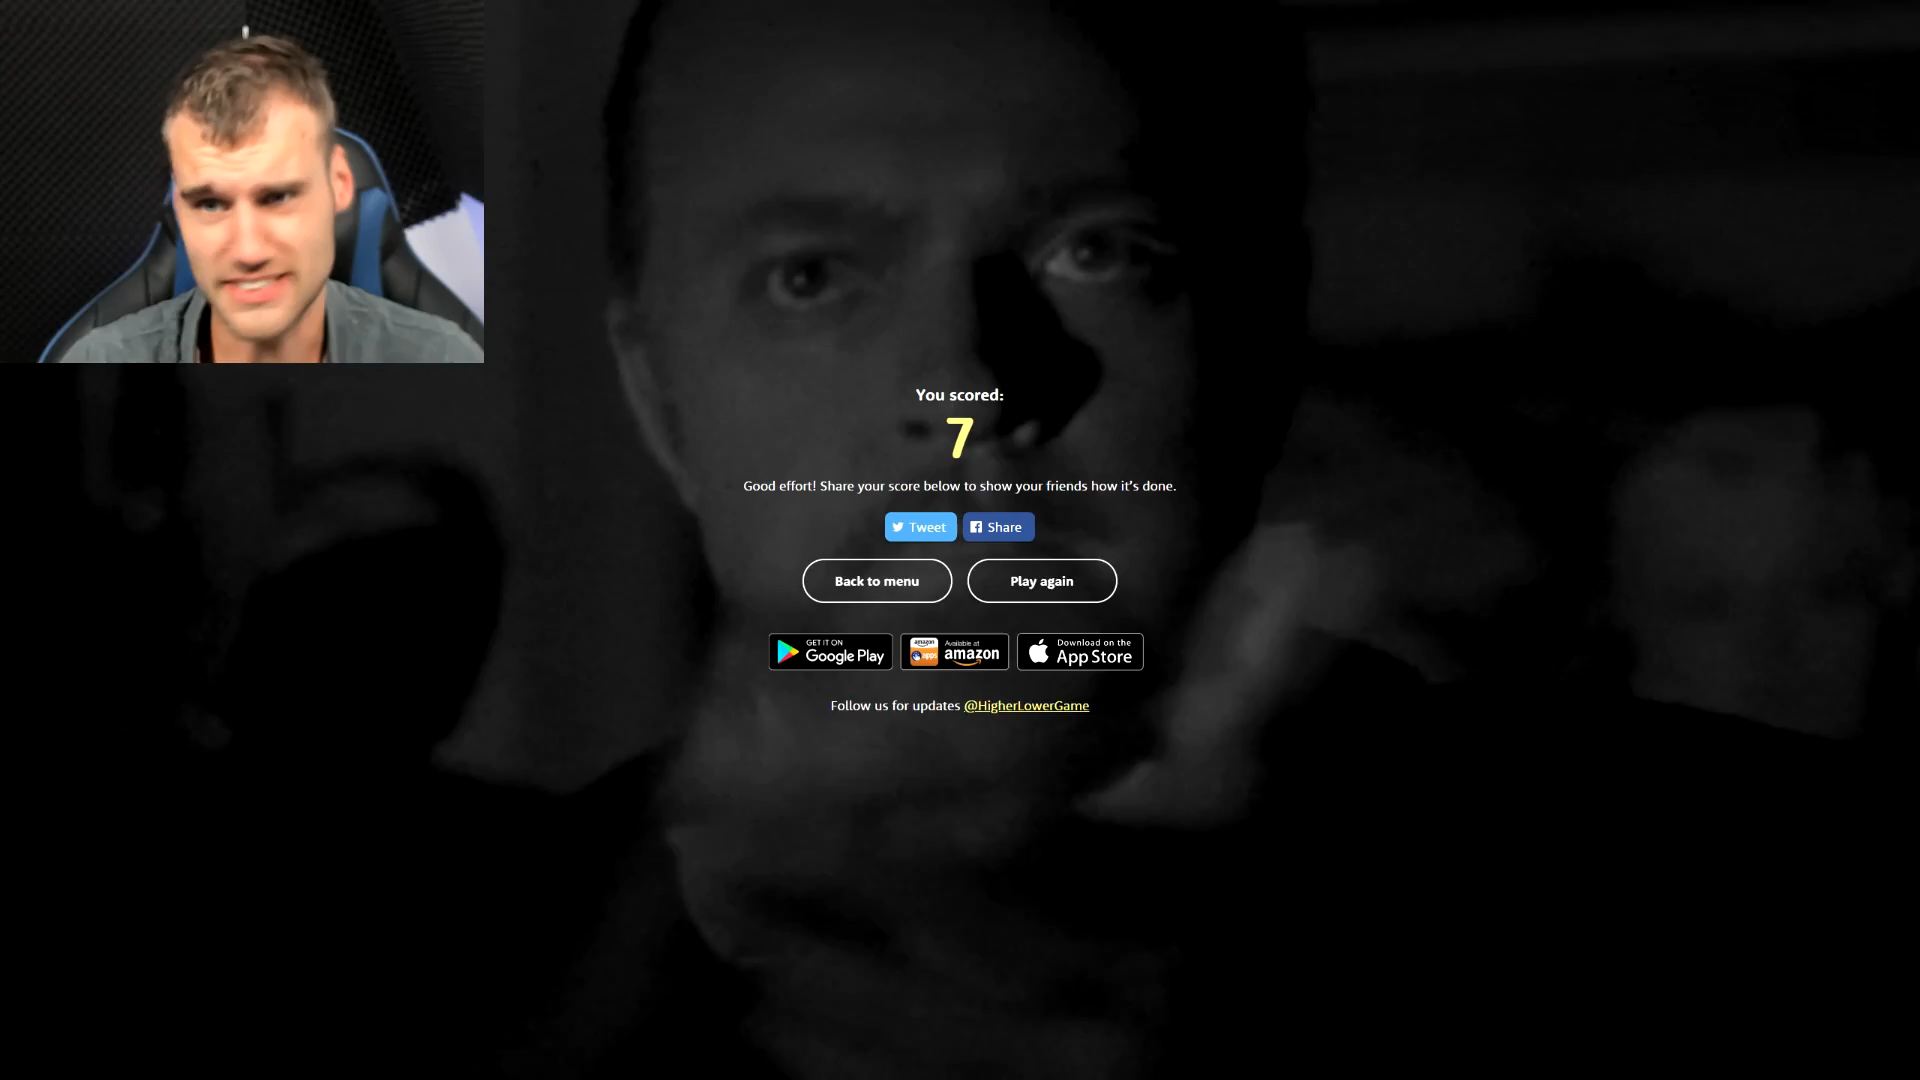 You scored:
7
Good effort! Share your score below to show your friends how it's done.
Tweet Share
Back to menu Play again
GET IT ON
Google Play
amazon
apps
Available at
amazon
Download on the
App Store
Follow us for updates @HigherLowerGame